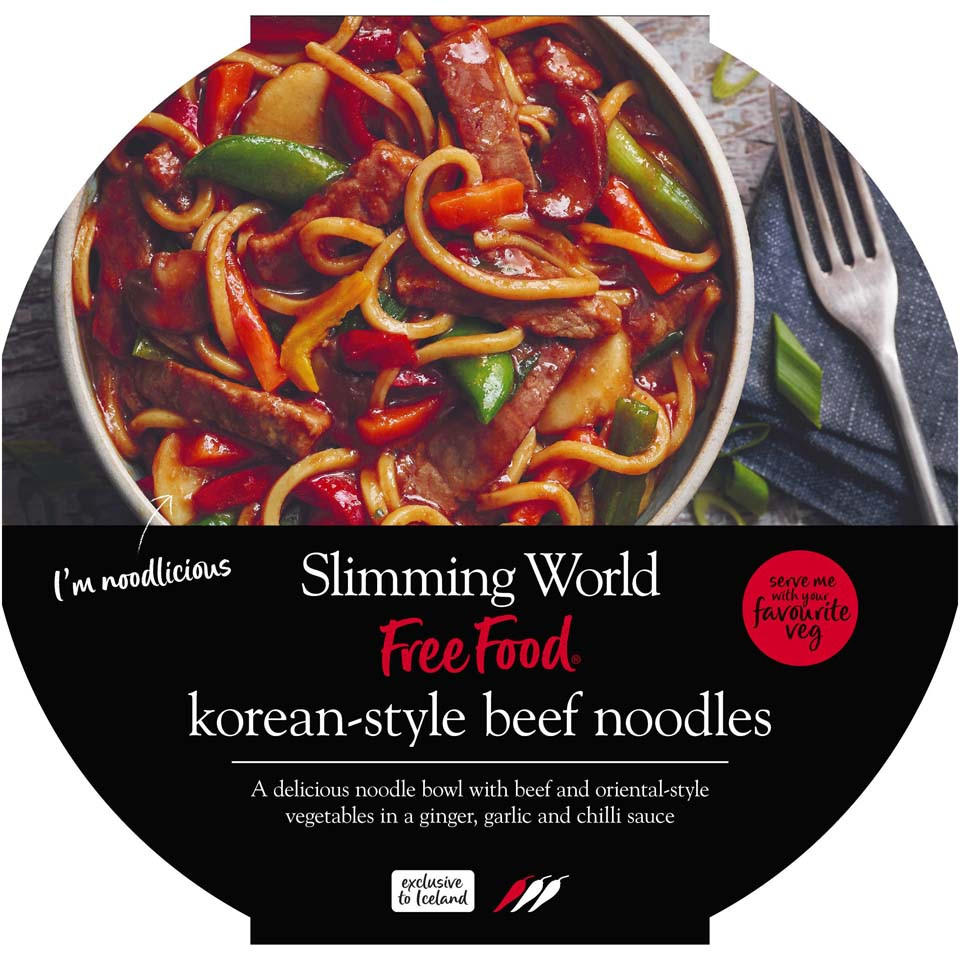 I'm noodlicious
Slimming World
Free Food®
korean-style beef noodles
A delicious noodle bowl with beef and oriental-style
vegetables in a ginger, garlic and chilli sauce
serve me
with your
favourite
veg
exclusive
to Iceland